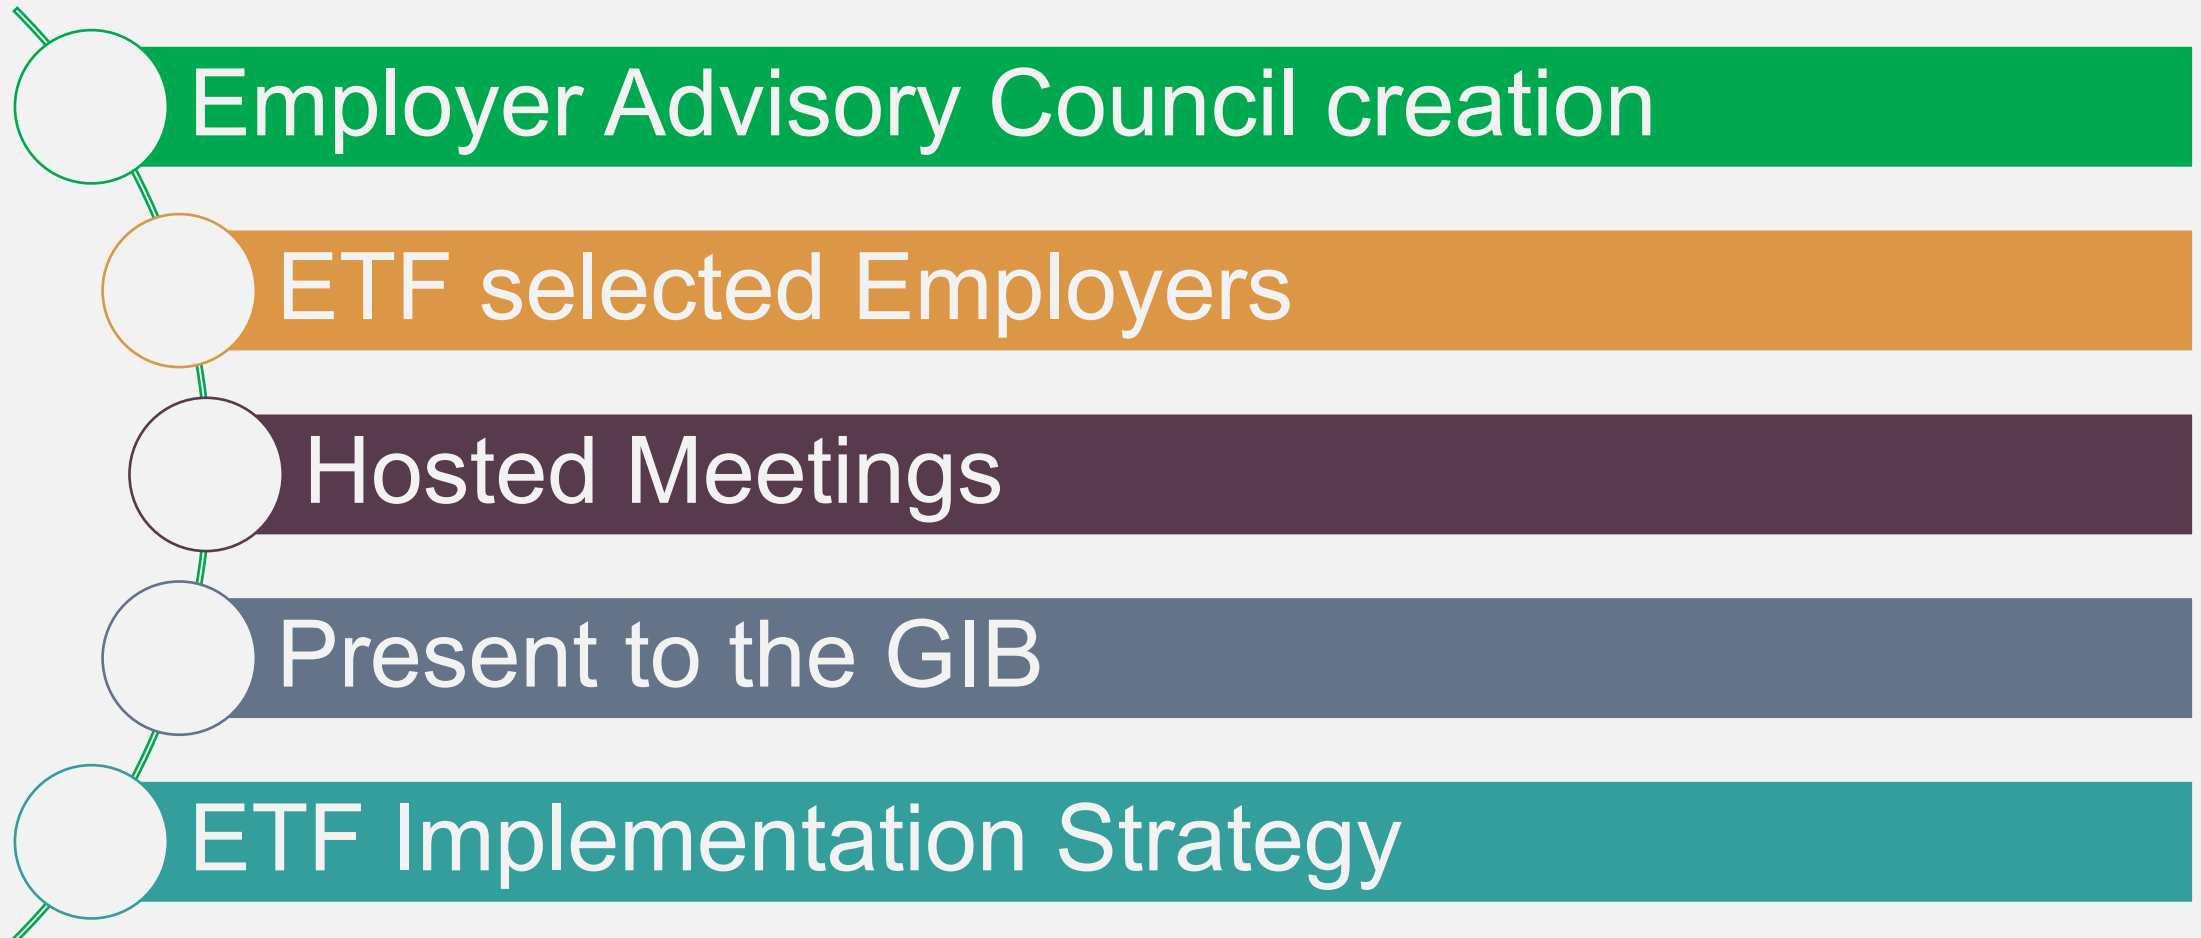 Employer Advisory Council creation
ETF selected Employers
Hosted Meetings
Present to the GIB
ETF Implementation Strategy